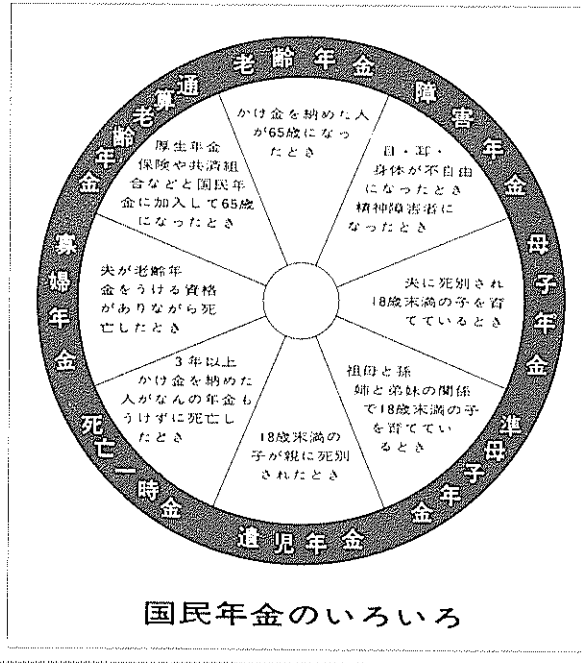 老齢年金
かけ金を納めた人
が65歳になっ
たとき
障害年金
目・耳・
身体が不自由
になったとき
精神障害者に
なったとき
母子年金
夫に死別され
18歳末満の子を育
てているとき
準母子年金
祖母と孫
姉と弟妹の関係
で18歳末満の子
を育ててい
るとき
遺児年金
18歳末満の
子が親に死別
されたとき
死亡一時金
3年以上
かけ金を納めた
人がなんの年金も
うけずに死亡し
たとき
寡婦年金
夫が老齢年
金をうける資格
がありながら死
亡したとき
通算老齢年金
厚生年金
保険や共済組
合などと国民年
金に加入して65歳
になったとき
国民年金のいろいろ